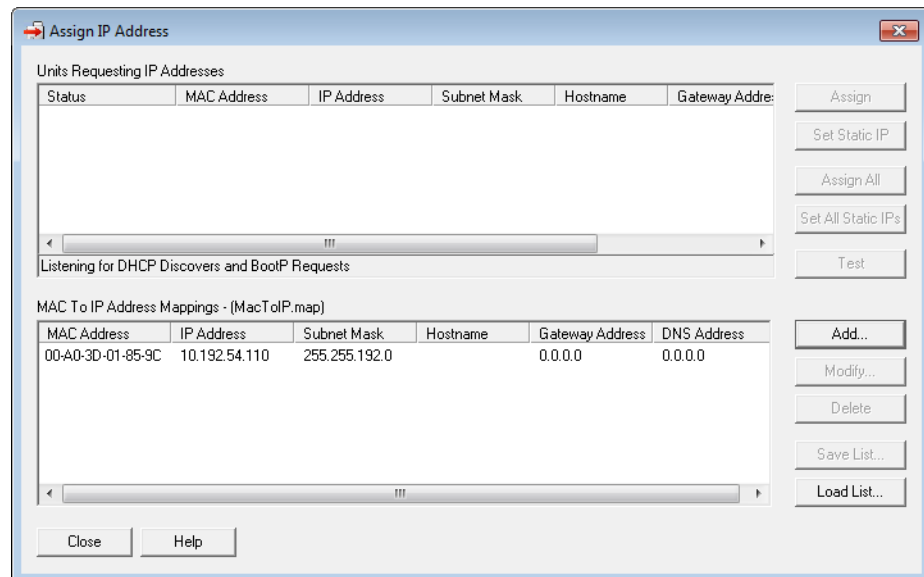 Assign IP Address
Units Requesting IP Addresses
Status MAC Address IP Address Subnet Mask Hostname Gateway Addre:
Assign
Set Static IP
Assign All
Set All Static IPs
Test
Listening for DHCP Discovers and BootP Requests
MAC To IP Address Mappings - (MacToIP.map)
MAC Address IP Address Subnet Mask Hostname Gateway Address DNS Address
00-A0-3D-01-85-9C 10.192.54.110 255.255.192.0 0.0.0.0 0.0.0.0
Add...
Modify...
Delete
Save List...
Load List...
Close Help